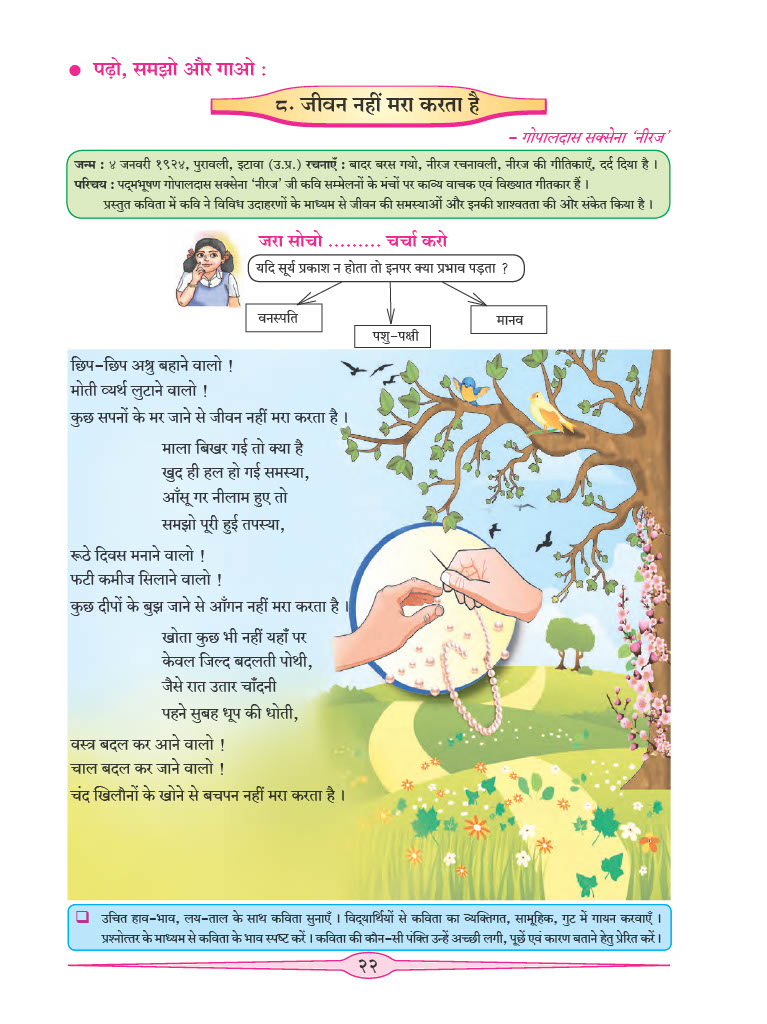 ● पढ़ो, समझो और गाओ :
८. जीवन नहीं मरा करता है
– गोपालदास सक्सेना ‘नीरज’
जन्म : ४ जनवरी १९२४, पुरावली, इटावा (उ.प्र.) रचनाएँ : बादर बरस गयो, नीरज रचनावली, नीरज की गीतिकाएँ, दर्द दिया है ।
परिचय : पद्मभूषण गोपालदास सक्सेना ‘नीरज’ जी कवि सम्मेलनों के मंचों पर काव्य वाचक एवं विख्यात गीतकार हैं ।
प्रस्तुत कविता में कवि ने विविध उदाहरणों के माध्यम से जीवन की समस्याओं और इनकी शाश्वतता की ओर संकेत किया है ।
जरा सोचो ......... चर्चा करो
यदि सूर्य प्रकाश न होता तो इनपर क्या प्रभाव पड़ता ?
वनस्पति
पशु-पक्षी
मानव
छिप-छिप अश्रु बहाने वालो !
मोती व्यर्थ लुटाने वालो !
कुछ सपनों के मर जाने से जीवन नहीं मरा करता है ।
माला बिखर गई तो क्या है
खुद ही हल हो गई समस्या,
आँसू गर नीलाम हुए तो
समझो पूरी हुई तपस्या,
रूठे दिवस मनाने वालो !
फटी कमीज सिलाने वालो !
कुछ दीपों के बुझ जाने से आँगन नहीं मरा करता है ।
खोता कुछ भी नहीं यहाँ पर
केवल जिल्द बदलती पोथी,
जैसे रात उतार चाँदनी
पहने सुबह धूप की धोती,
वस्त्र बदल कर आने वालो !
चाल बदल कर जाने वालो !
चंद खिलौनों के खोने से बचपन नहीं मरा करता है ।
❑ उचित हाव-भाव, लय-ताल के साथ कविता सुनाएँ । विद्यार्थियों से कविता का व्यक्तिगत, सामूहिक, गुट में गायन करवाएँ ।
प्रश्नोत्तर के माध्यम से कविता के भाव स्पष्ट करें । कविता की कौन-सी पंक्ति उन्हें अच्छी लगी, पूछें एवं कारण बताने हेतु प्रेरित करें ।
२२